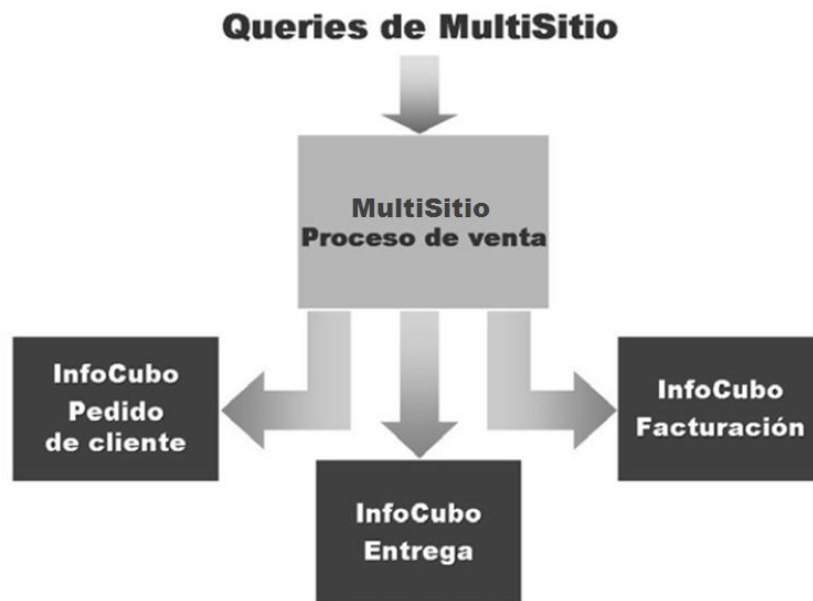 Queries de MultiSitio
MultiSitio
Proceso de venta
InfoCubo
Pedido
de cliente
InfoCubo
Entrega
InfoCubo
Facturación